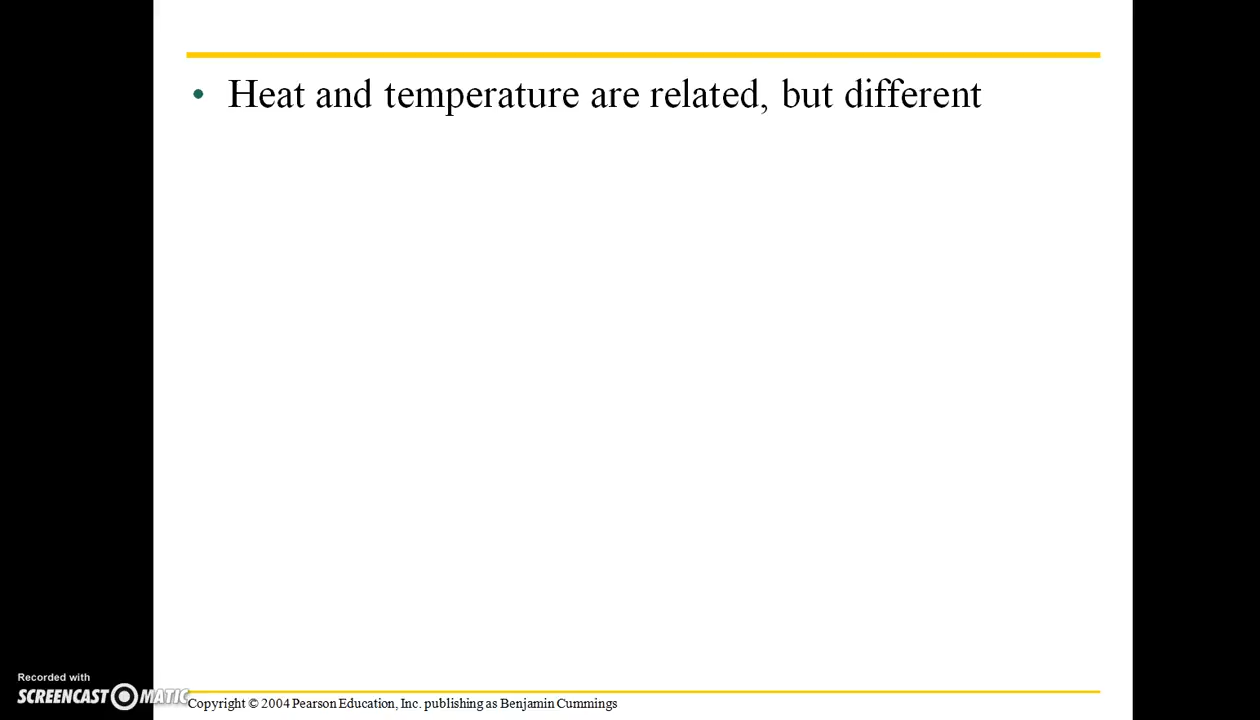 • Heat and temperature are related, but different
Recorded with
SCREENCAST MATIC
Copyright © 2004 Pearson Education, Inc. publishing as Benjamin Cummings